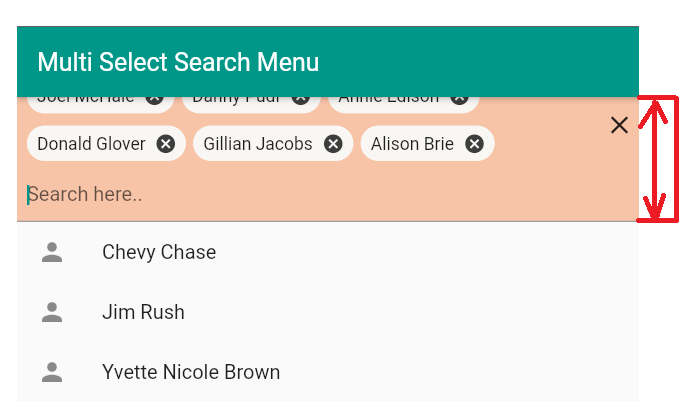 Multi Select Search Menu
Joel McHale Danny Pudi Annie Edison
Donald Glover Gillian Jacobs Alison Brie
Search here..
Chevy Chase
Jim Rush
Yvette Nicole Brown